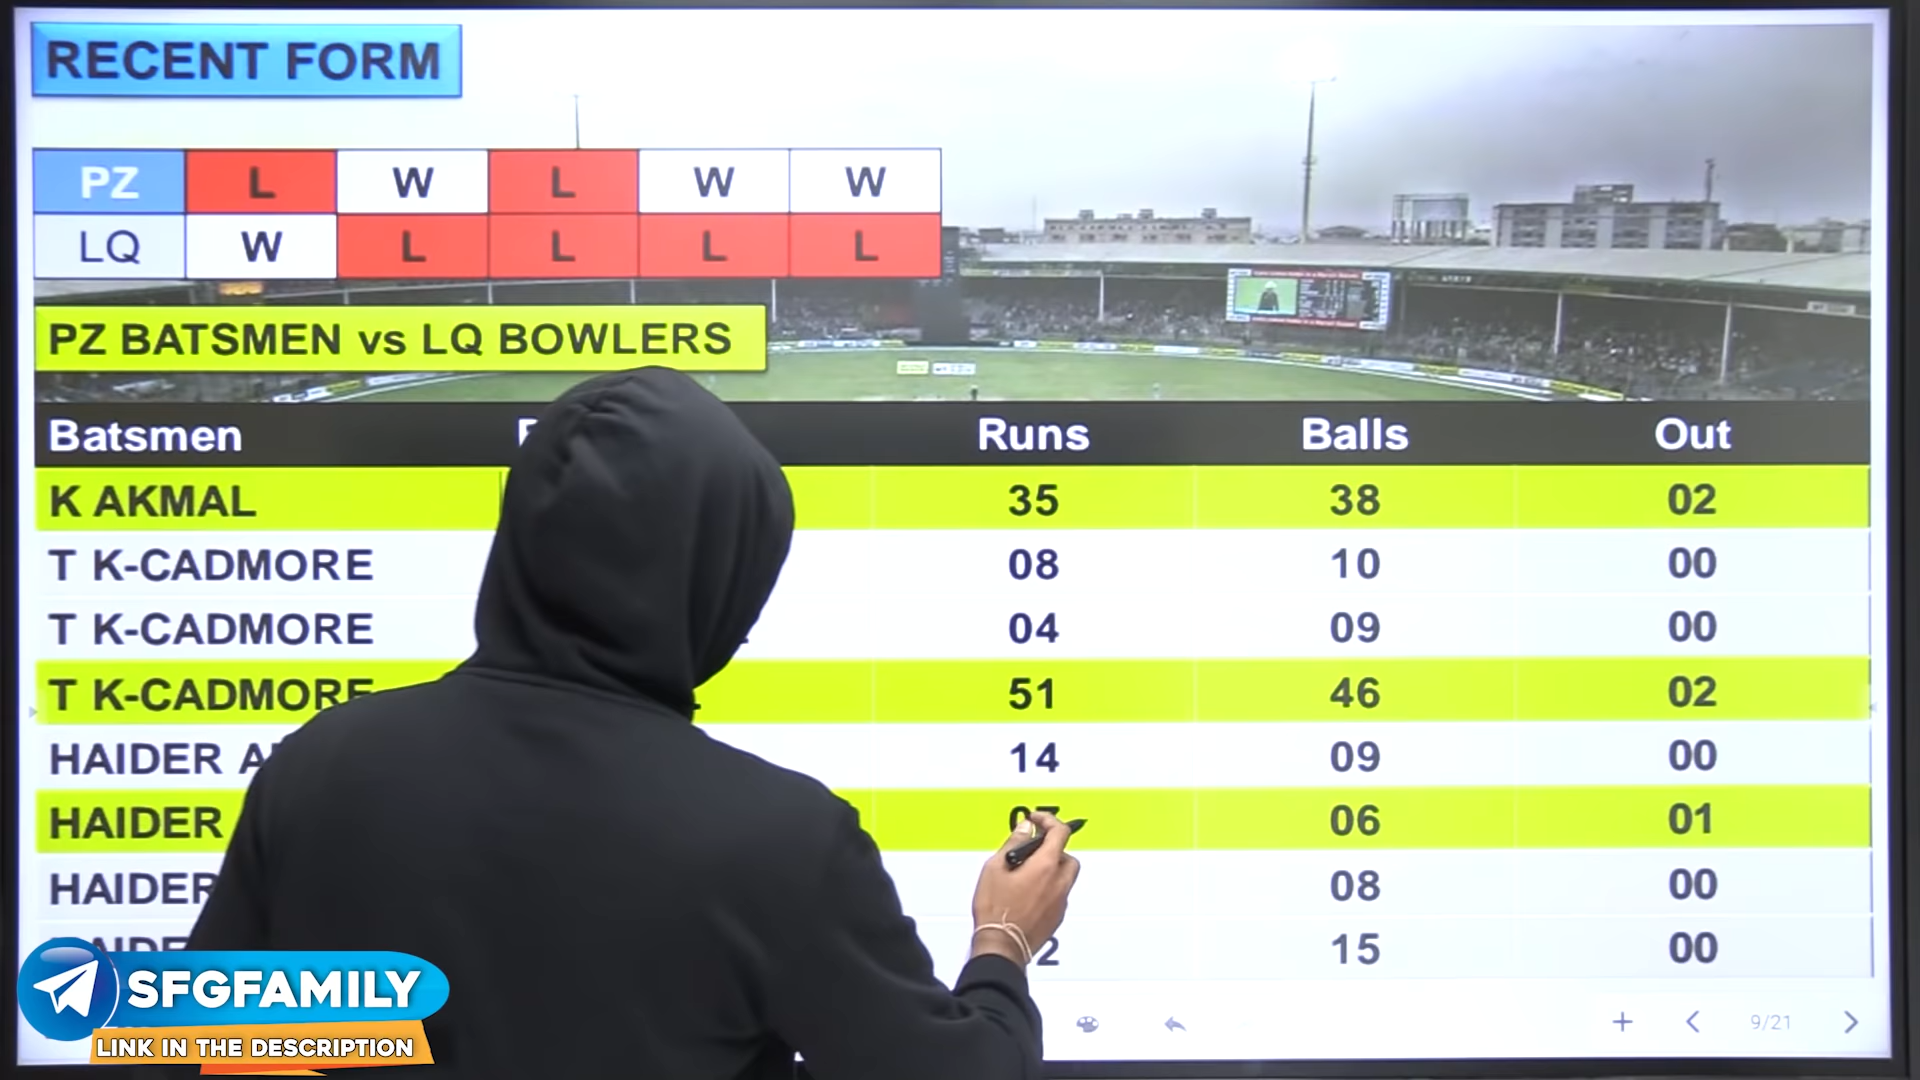 RECENT FORM
PZ L W L W W
LQ W L L L L
PZ BATSMEN vs LQ BOWLERS
Batsmen Runs Balls Out
K AKMAL 35 38 02
T K-CADMORE 08 10 00
T K-CADMORE 04 09 00
T K-CADMORE 51 46 02
HAIDER 14 09 00
HAIDER 07 06 01
HAIDER 08 00
15 00
SFGFAMILY
LINK IN THE DESCRIPTION
9/21